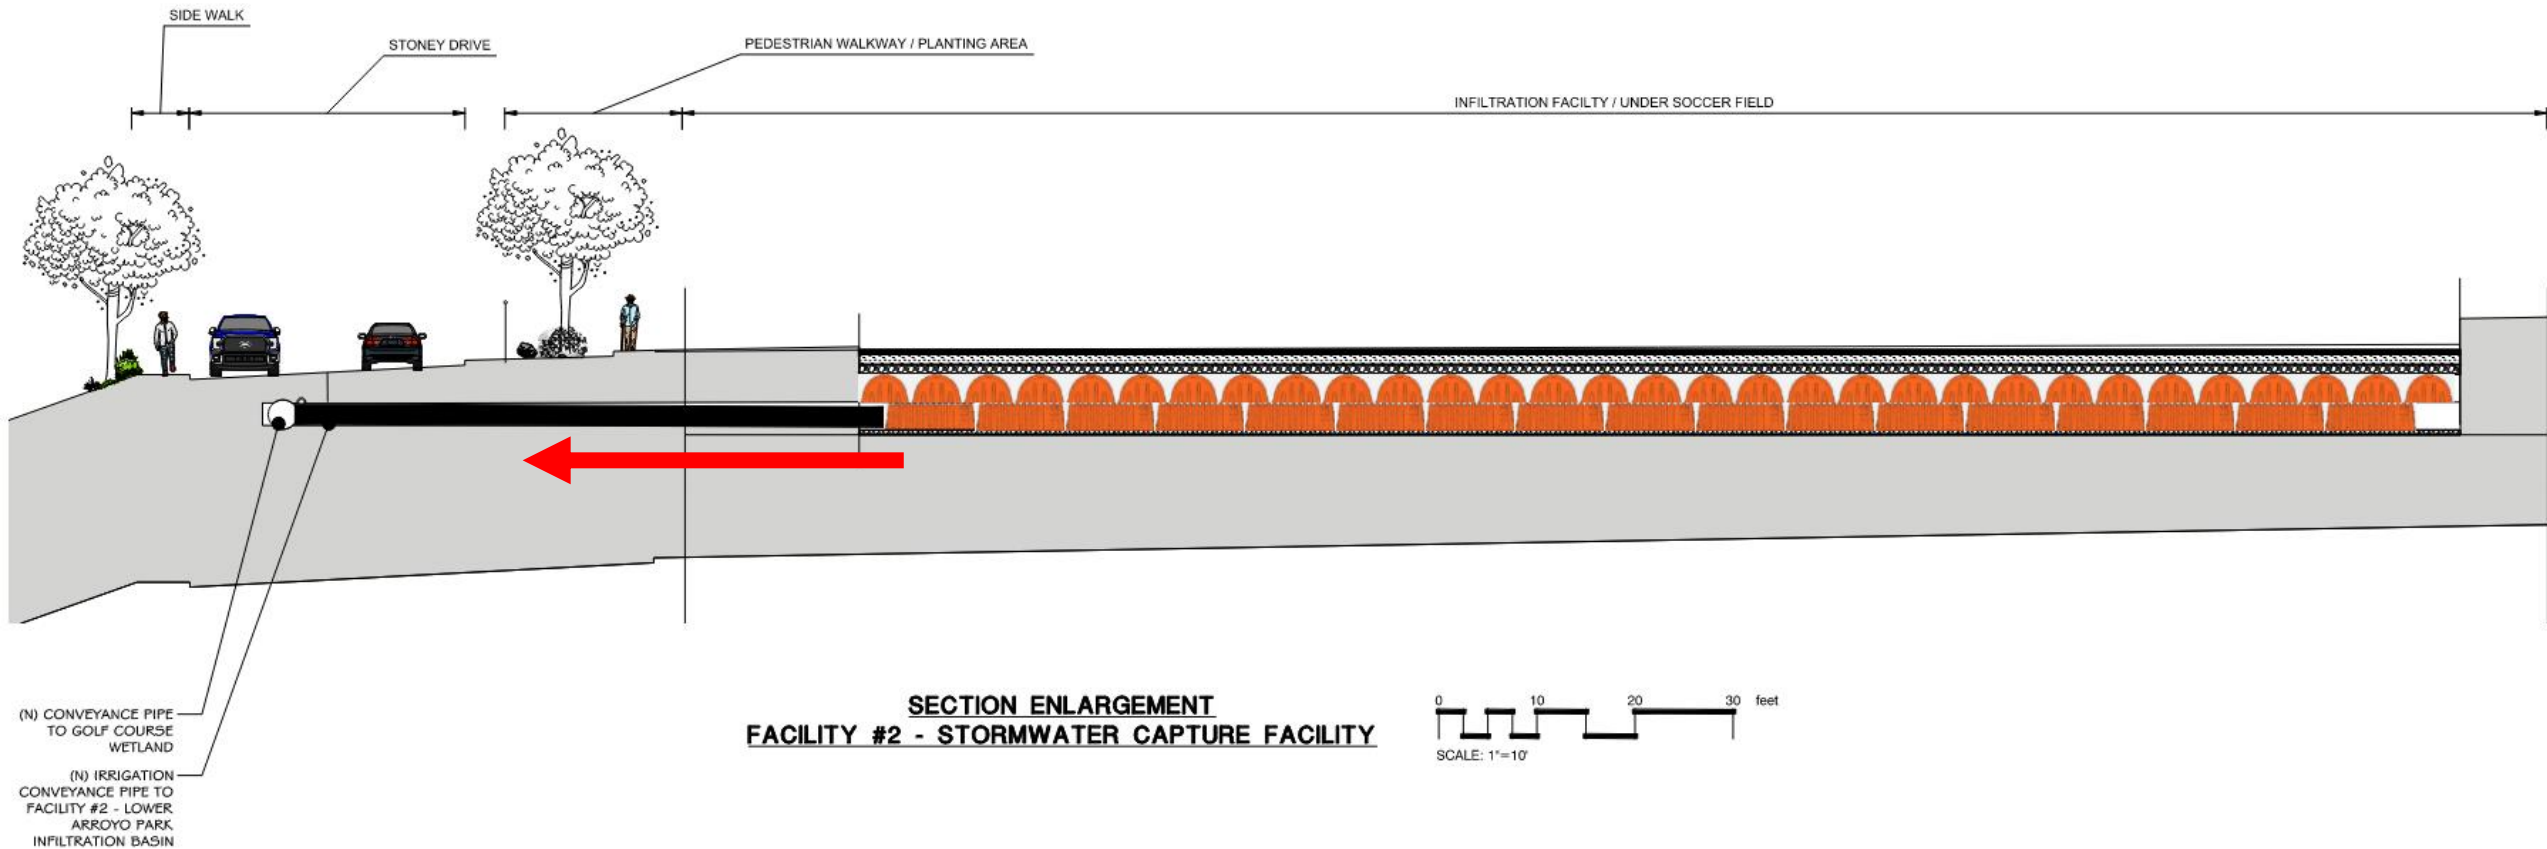 SIDE WALK
STONEY DRIVE
PEDESTRIAN WALKWAY / PLANTING AREA
INFILTRATION FACILTY / UNDER SOCCER FIELD
(N) CONVEYANCE PIPE
TO GOLF COURSE
WETLAND
(N) IRRIGATION
CONVEYANCE PIPE TO
FACILITY #2 - LOWER
ARROYO PARK
INFILTRATION BASIN
SECTION ENLARGEMENT
FACILITY #2 - STORMWATER CAPTURE FACILITY
0 10 20 30 feet
SCALE: 1"=10'